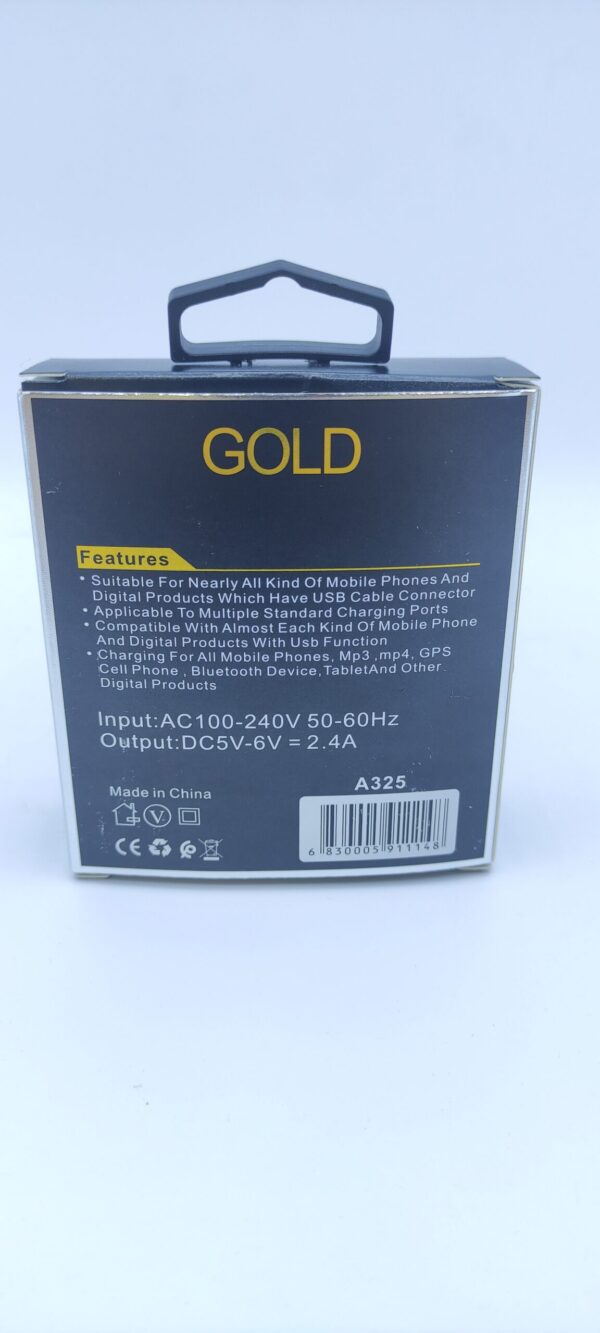 GOLD
Features
• Suitable For Nearly All Kind Of Mobile Phones And
Digital Products Which Have USB Cable Connector
• Applicable To Multiple Standard Charging Ports
• Compatible With Almost Each Kind Of Mobile Phone
And Digital Products With Usb Function
• Charging For All Mobile Phones, Mp3 ,mp4, GPS
Cell Phone , Bluetooth Device,TabletAnd Other
Digital Products
Input:AC100-240V 50-60Hz
Output:DC5V-6V = 2.4A
Made in China
A325
V
CE
6 830005 911148